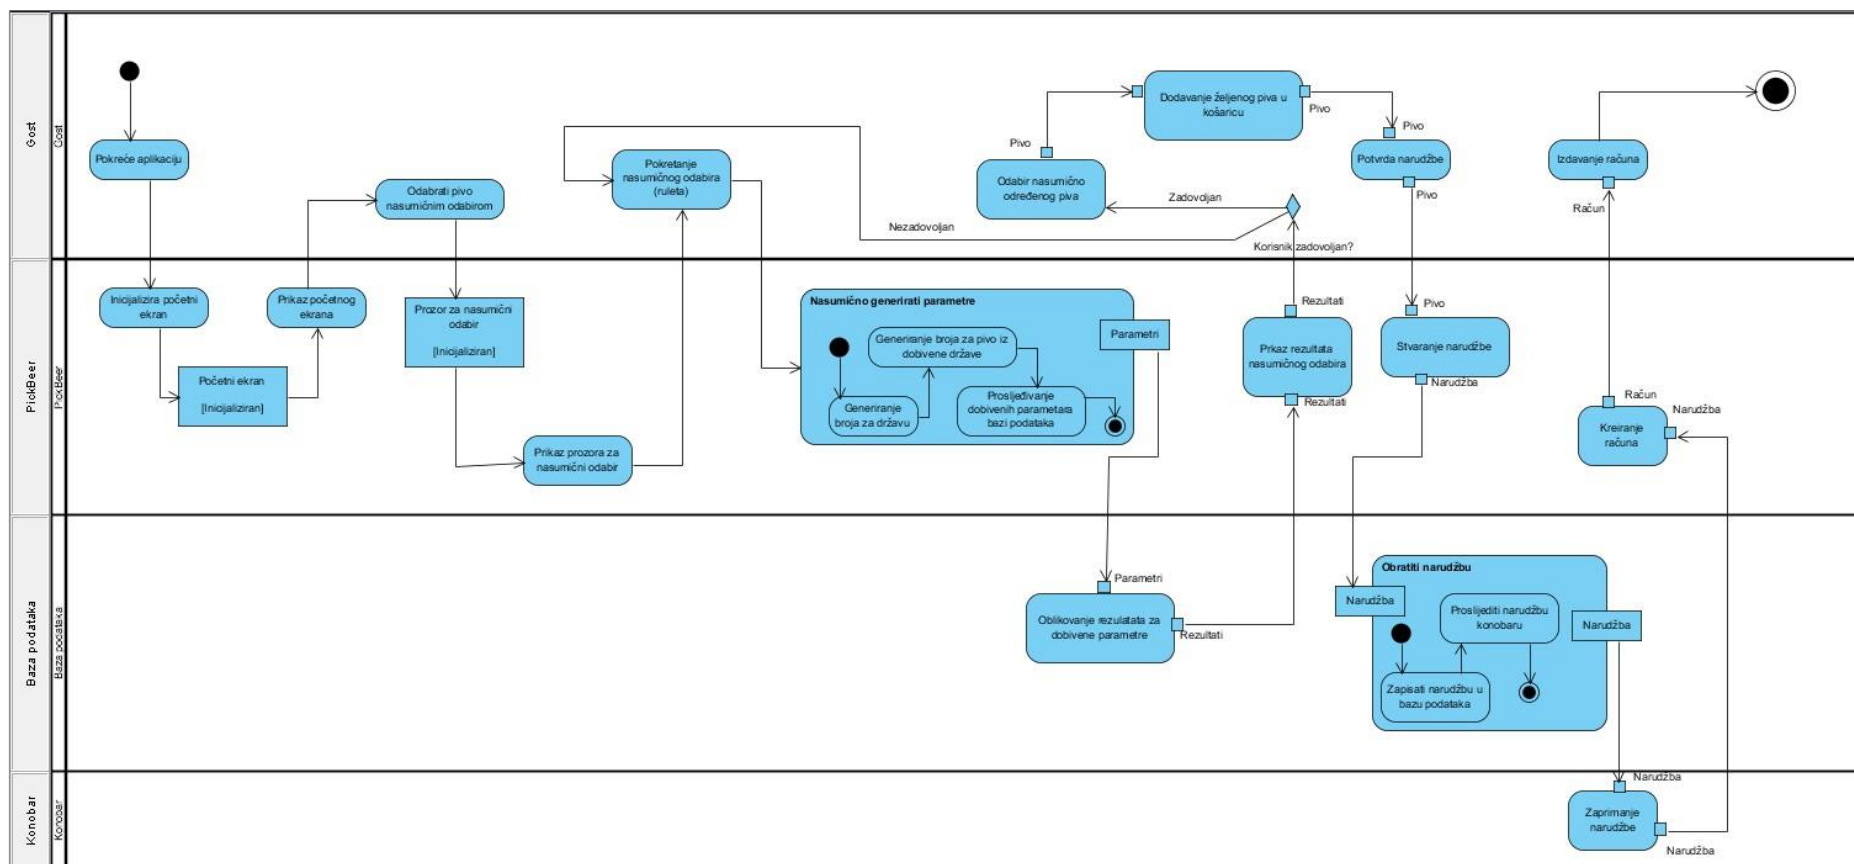 Gost
Gost
Pokreće aplikaciju
Odabrati pivo
nasumičnim odabirom
Pokretanje
nasumičnog odabira
(ruleta)
Nezadovoljan
Pivo
Odabir nasumično
određenog piva
Zadovoljan
Korisnik zadovoljan?
Dodavanje željenog piva u
košaricu
Pivo
Pivo
Potvrda narudžbe
Pivo
Izdavanje računa
Račun
PickBeer
PickBeer
Inicijalizira početni
ekran
Početni ekran
[Inicijaliziran]
Prikaz početnog
ekrana
Prozor za nasumični
odabir
[Inicijaliziran]
Prikaz prozora za
nasumični odabir
Nasumično generirati parametre
Generiranje broja za pivo iz
dobivene države
Generiranje
broja za državu
Prosljeđivanje
dobivenih parametara
bazi podataka
Parametri
Rezultati
Prkaz rezultata
nasumičnog odabira
Rezultati
Pivo
Stvaranje narudžbe
Narudžba
Račun
Narudžba
Kreiranje
računa
Baza podataka
Baza podataka
Parametri
Oblikovanje rezulatata za
dobivene parametre
Rezultati
Obratiti narudžbu
Narudžba
Proslijediti narudžbu
konobaru
Zapisati narudžbu u
bazu podataka
Narudžba
Konobar
Konobar
Narudžba
Zaprimanje
narudžbe
Narudžba